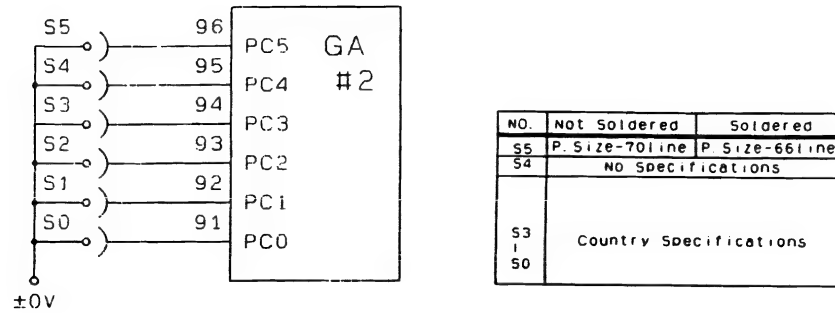 S5 96 PC5 GA
S4 95 PC4 #2
S3 94 PC3
S2 93 PC2
S1 92 PC1
S0 91 PC0
±0V
NO. Not Soldered Soldered
S5 P. Size-70line P. Size-66line
S4 No Specifications
S3
I
S0
Country Specifications